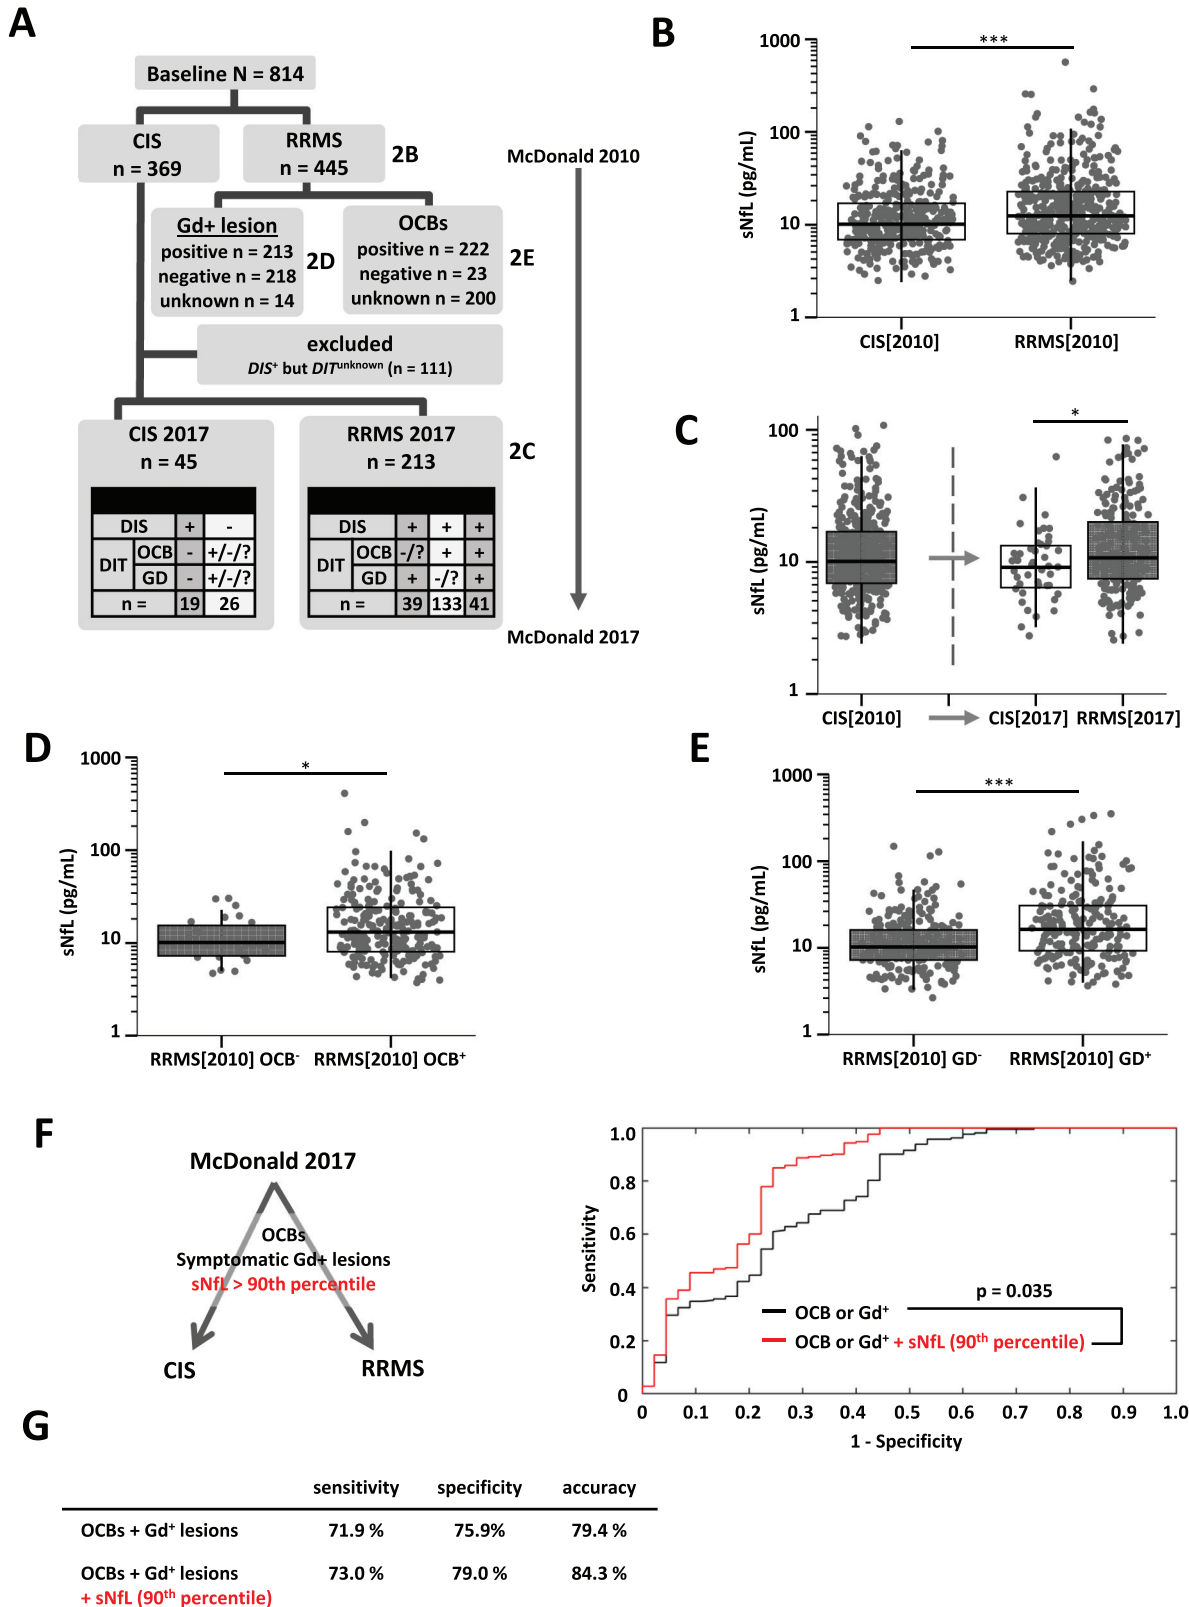 A
Baseline N = 814
CIS
n = 369
RRMS
n = 445
2B
McDonald 2010
Gd+ lesion
positive n = 213
negative n = 218
unknown n = 14
2D
OCBs
positive n = 222
negative n = 23
unknown n = 200
2E
excluded
DIS⁺ but DITᵘⁿᵏⁿᵒʷⁿ (n = 111)
CIS 2017
n = 45
RRMS 2017
n = 213
2C
DIS + -
DIT OCB - +/-/?
GD - +/-/?
n = 19 26
DIS + + +
DIT OCB -/? + +
GD + -/? +
n = 39 133 41
McDonald 2017
B
***
1000
100
10
1
sNfL (pg/mL)
CIS[2010] RRMS[2010]
C
*
100
10
1
sNfL (pg/mL)
CIS[2010] CIS[2017] RRMS[2017]
D
*
1000
100
10
1
sNfL (pg/mL)
RRMS[2010] OCB⁻ RRMS[2010] OCB⁺
E
***
1000
100
10
1
sNfL (pg/mL)
RRMS[2010] GD⁻ RRMS[2010] GD⁺
F
McDonald 2017
OCBs
Symptomatic Gd+ lesions
sNfL > 90th percentile
CIS
RRMS
1.0
0.8
0.6
0.4
0.2
0
Sensitivity
p = 0.035
OCB or Gd⁺
OCB or Gd⁺ + sNfL (90ᵗʰ percentile)
0 0.1 0.2 0.3 0.4 0.5 0.6 0.7 0.8 0.9 1.0
1 - Specificity
G
sensitivity specificity accuracy
OCBs + Gd⁺ lesions 71.9 % 75.9% 79.4 %
OCBs + Gd⁺ lesions 73.0 % 79.0 % 84.3 %
+ sNfL (90ᵗʰ percentile)